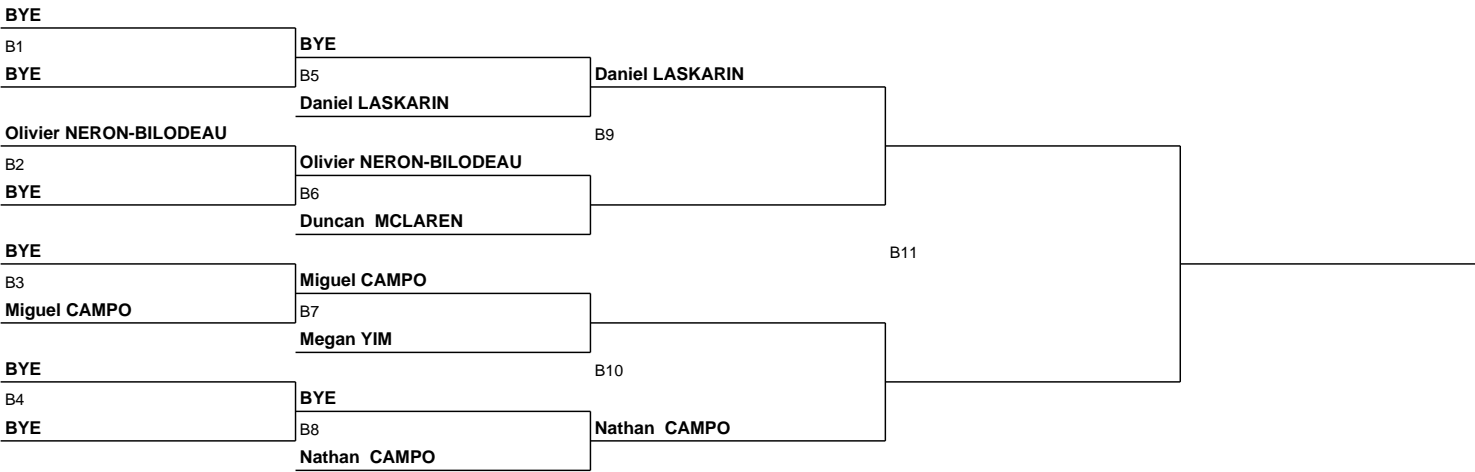 BYE
B1
BYE
BYE
B5
Daniel LASKARIN
Daniel LASKARIN
Olivier NERON-BILODEAU
B9
B2
Olivier NERON-BILODEAU
BYE
B6
Duncan MCLAREN
BYE
B11
B3
Miguel CAMPO
Miguel CAMPO
B7
Megan YIM
BYE
B10
B4
BYE
BYE
B8
Nathan CAMPO
Nathan CAMPO